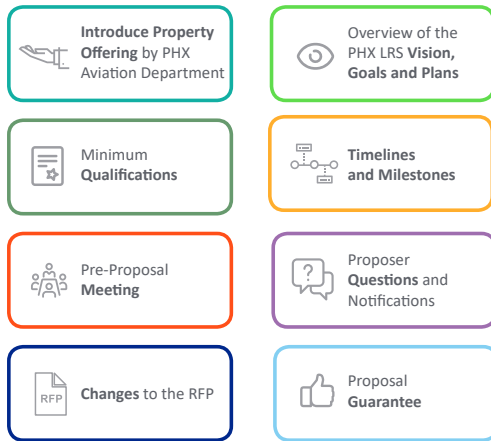 Introduce Property
Offering by PHX
Aviation Department
Overview of the
PHX LRS Vision,
Goals and Plans
Minimum
Qualifications
Timelines
and Milestones
Pre-Proposal
Meeting
?
Proposer
Questions and
Notifications
RFP
Changes to the RFP
Proposal
Guarantee